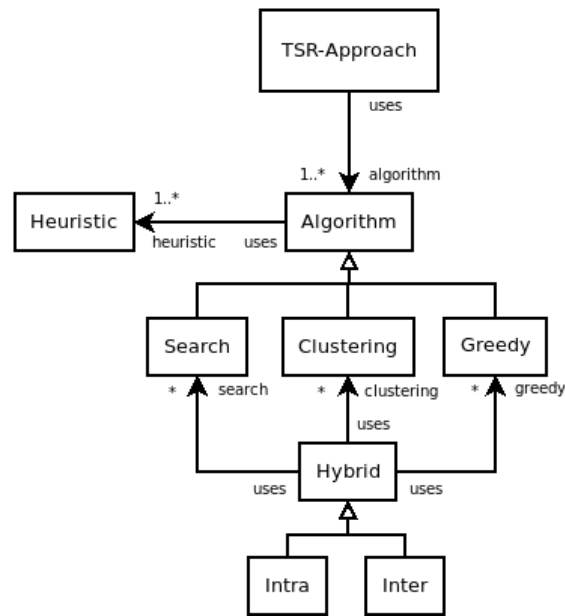 TSR-Approach
uses
1..* algorithm
1..*
Heuristic
Algorithm
heuristic uses
Search
Clustering
Greedy
* search
* clustering
* greedy
uses
Hybrid
uses
uses
Intra
Inter